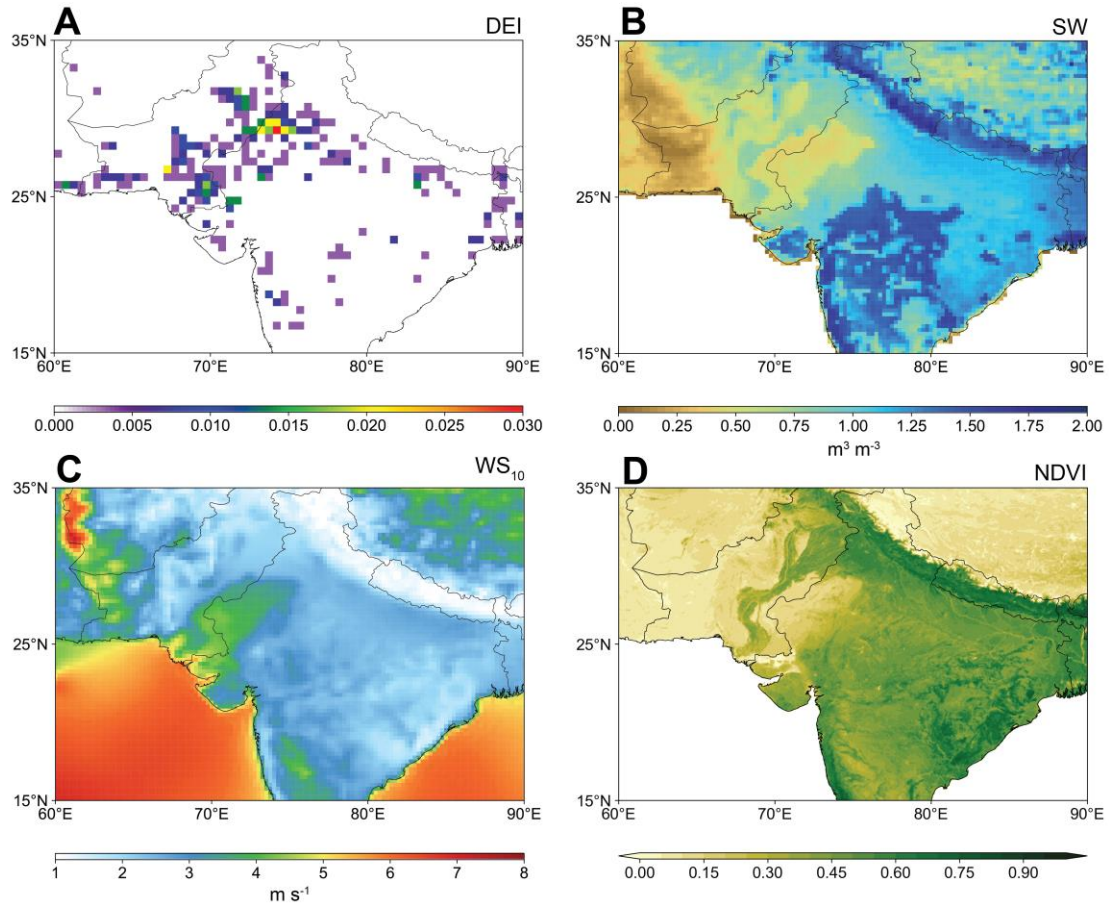 A
DEI
35°N
25°N
15°N
60°E
70°E
80°E
90°E
0.000
0.005
0.010
0.015
0.020
0.025
0.030
B
SW
35°N
25°N
15°N
60°E
70°E
80°E
90°E
0.00
0.25
0.50
0.75
1.00
1.25
1.50
1.75
2.00
m³ m⁻³
C
WS₁₀
35°N
25°N
15°N
60°E
70°E
80°E
90°E
1
2
3
4
5
6
7
8
m s⁻¹
D
NDVI
35°N
25°N
15°N
60°E
70°E
80°E
90°E
0.00
0.15
0.30
0.45
0.60
0.75
0.90